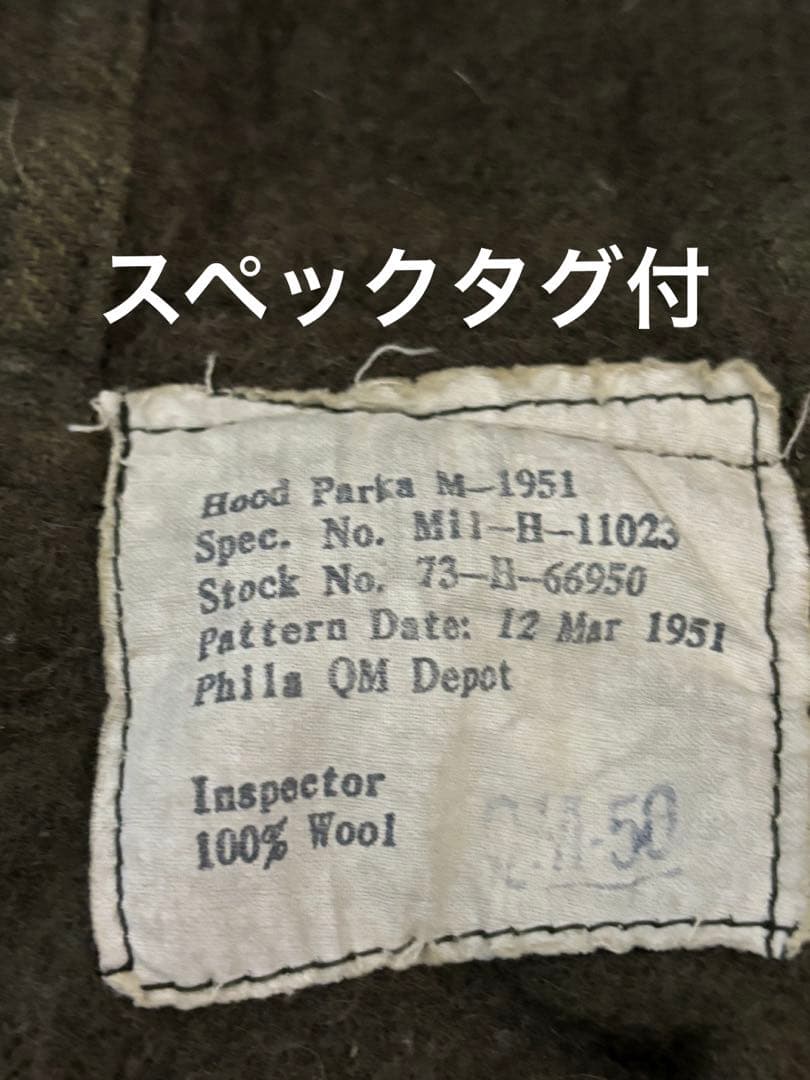 スペックタグ付
Hood Parka M-1951
Spec. No. Mil-H-11023
Stock No. 73-H-66950
Pattern Date: 12 Mar 1951
Phila QM Depot
Inspector
100% Wool